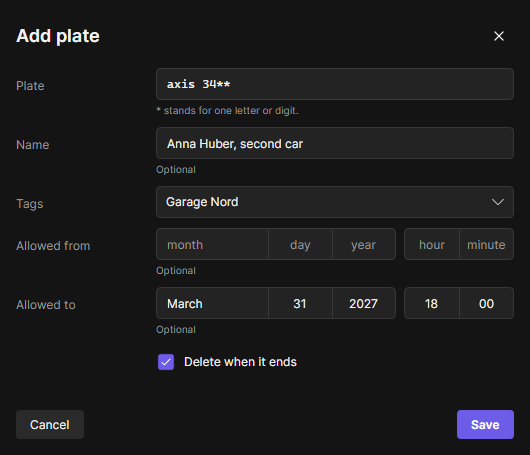 Add plate
Plate
axis 34**
* stands for one letter or digit.
Name
Anna Huber, second car
Optional
Tags
Garage Nord
Allowed from
month day year hour minute
Optional
Allowed to
March 31 2027 18 00
Optional
Delete when it ends
Cancel
Save